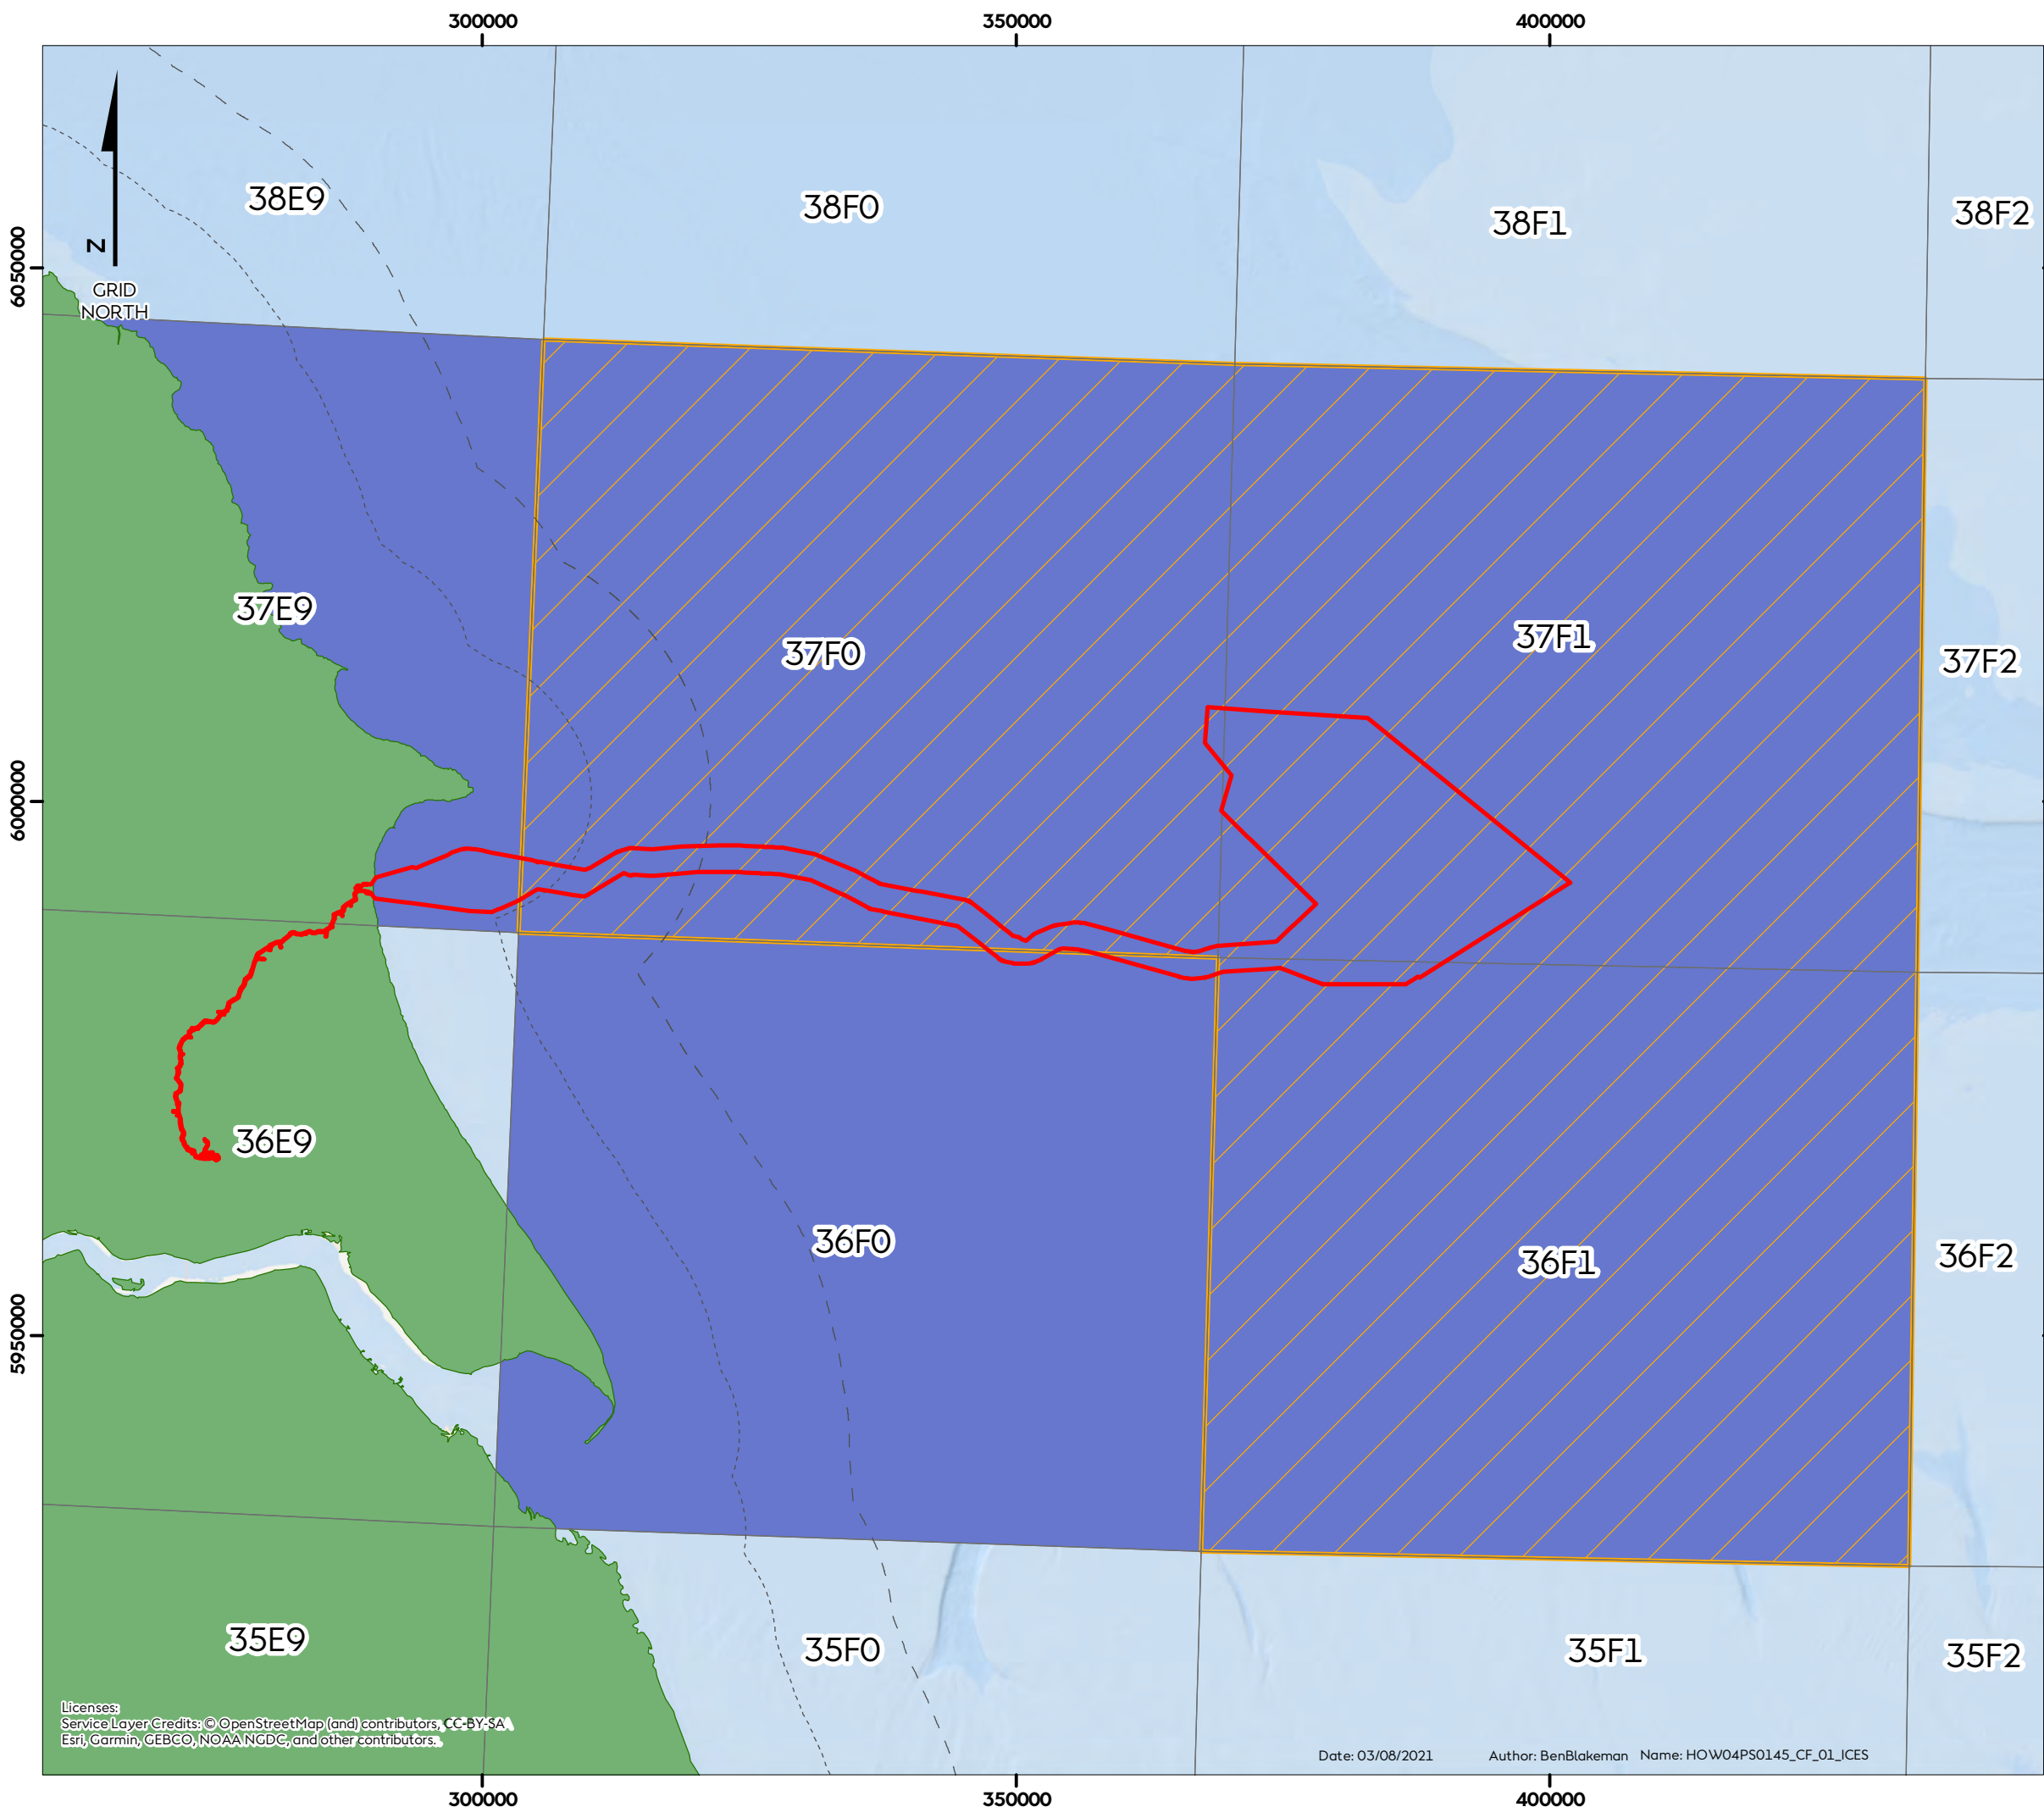 300000 350000 400000
38E9 38F0 38F1 38F2
6050000
N
GRID
NORTH
37E9 37F0 37F1 37F2
6000000
36E9 36F0 36F1 36F2
5950000
35E9 35F0 35F1 35F2
Licenses:
Service Layer Credits: © OpenStreetMap (and) contributors, CC-BY-SA
Esri, Garmin, GEBCO, NOAA NGDC, and other contributors.
Date: 03/08/2021 Author: BenBlakeman Name: HOW04PS0145_CF_01_ICES
300000 350000 400000